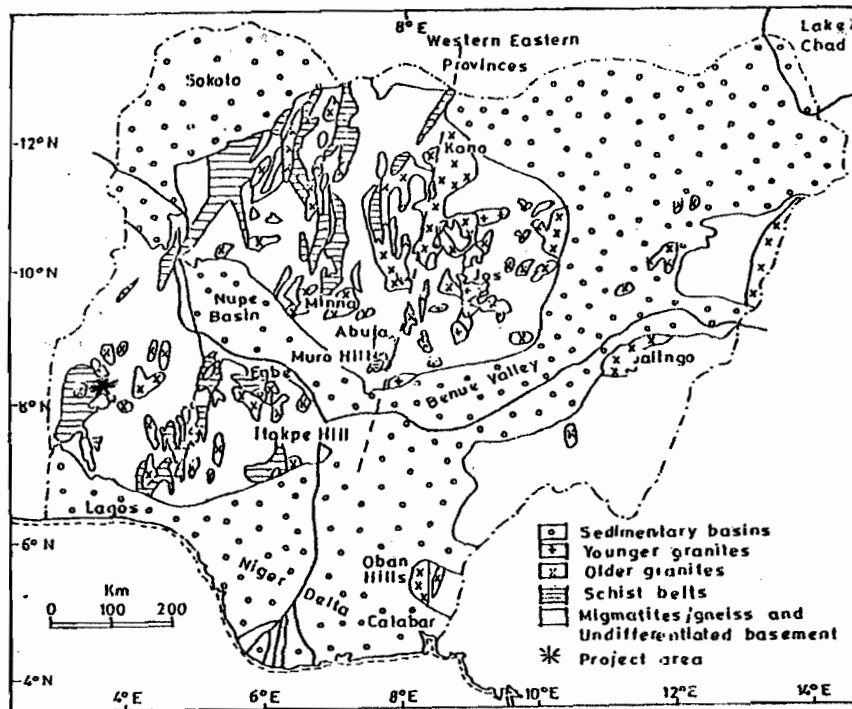 8°E
Western Eastern
Provinces
Lake
Chad
Sokoto
12°N
Kano
10°N
Nupe
Basin
Minna
Jos
Abuja
Muro Hill
Benue Valley
Jalingo
8°N
Egbe
Itakpe Hill
Lagos
6°N
Niger
Delta
Oban
Hills
Calabar
Km
0 100 200
4°N
4°E 6°E 8°E 10°E 12°E 14°E
Sedimentary basins
Younger granites
Older granites
Schist belts
Migmatites/gneiss and
Undifferentiated basement
Project area